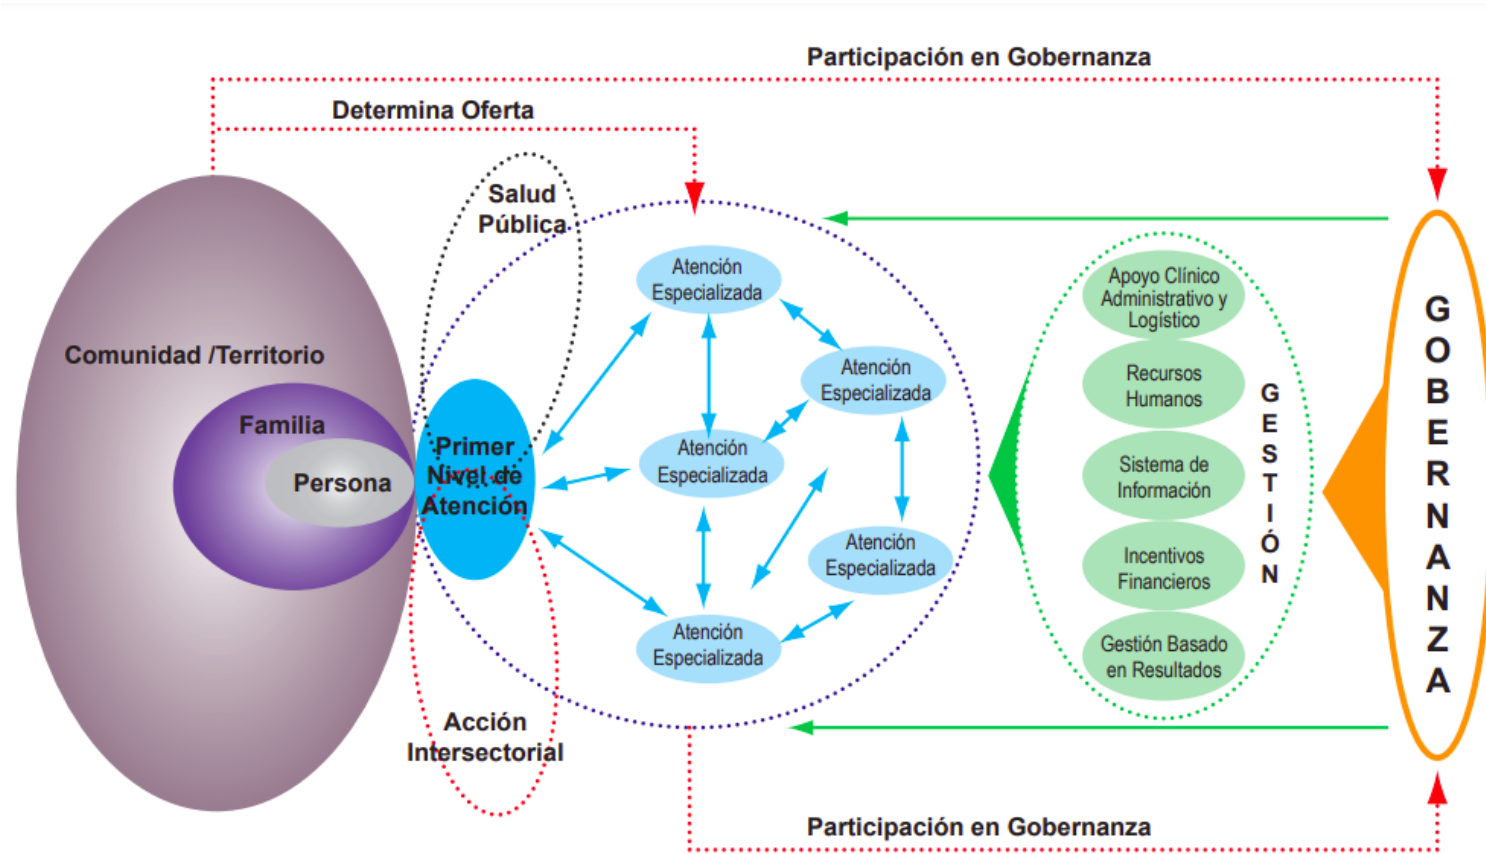 Participación en Gobernanza
Determina Oferta
Salud
Pública
Comunidad /Territorio
Familia
Persona
Primer
Nivel de
Atención
Acción
Intersectorial
Atención
Especializada
Atención
Especializada
Atención
Especializada
Atención
Especializada
Atención
Especializada
Apoyo Clínico
Administrativo y
Logístico
Recursos
Humanos
Sistema de
Información
Incentivos
Financieros
Gestión Basado
en Resultados
GESTIÓN
GOBERNANZA
Participación en Gobernanza